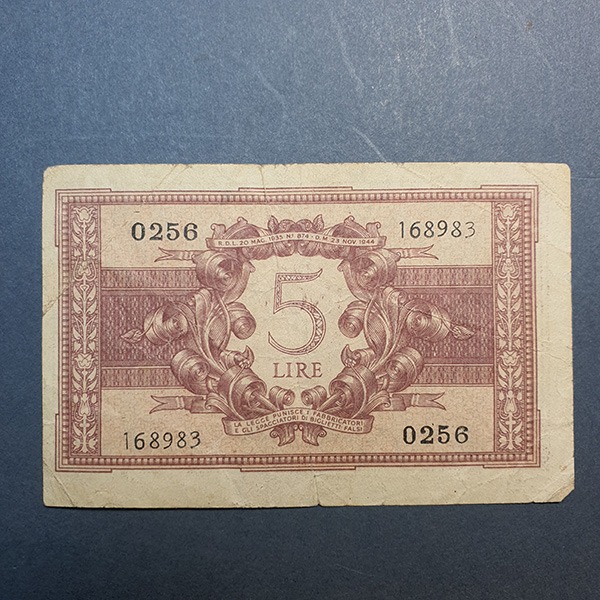 0256 168983
R.D.L. 20 MAG. 1935 Nº 874 - D.M. 23 NOV. 1944
5
LIRE
LA LEGGE PUNISCE I FABBRICATORI
E GLI SPACCIATORI DI BIGLIETTI FALSI
168983 0256